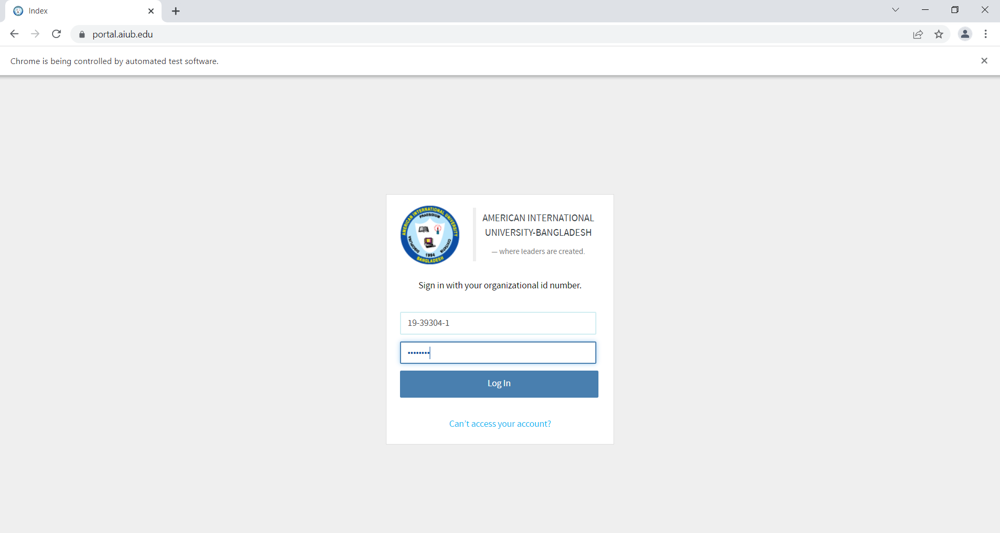 Index
portal.aiub.edu
Chrome is being controlled by automated test software.
AMERICAN INTERNATIONAL UNIVERSITY
PRAESIDIUM
DISCIPLINA
CIVITATIS
1994
BANGLADESH
AMERICAN INTERNATIONAL
UNIVERSITY-BANGLADESH
— where leaders are created.
Sign in with your organizational id number.
19-39304-1
••••••••
Log In
Can't access your account?